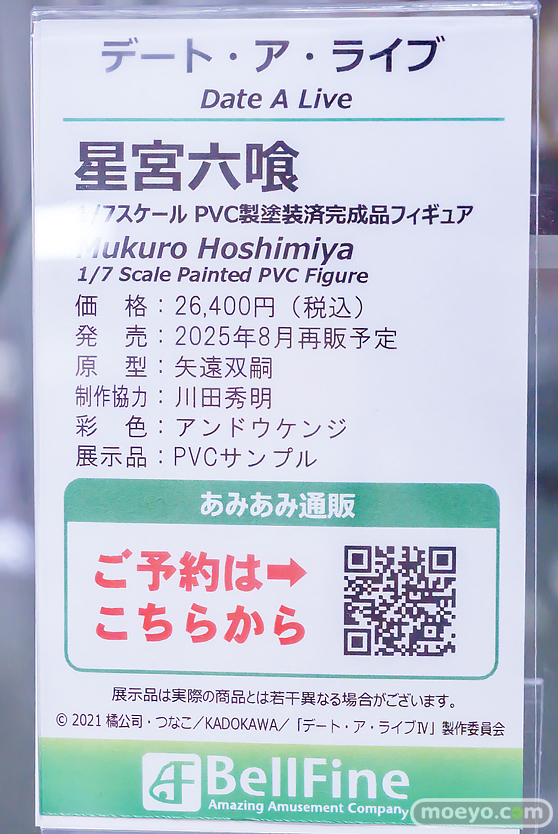 デート・ア・ライブ
Date A Live
星宮六喰
1/7スケール PVC製塗装済完成品フィギュア
Mukuro Hoshimiya
1/7 Scale Painted PVC Figure
価　格：26,400円（税込）
発　売：2025年8月再販予定
原　型：矢遠双嗣
制作協力：川田秀明
彩　色：アンドウケンジ
展示品：PVCサンプル
あみあみ通販
ご予約は➡
こちらから
展示品は実際の商品とは若干異なる場合がございます。
© 2021 橘公司・つなこ／KADOKAWA／「デート・ア・ライブⅣ」製作委員会
BellFine
Amazing Amusement Company
moeyo.com